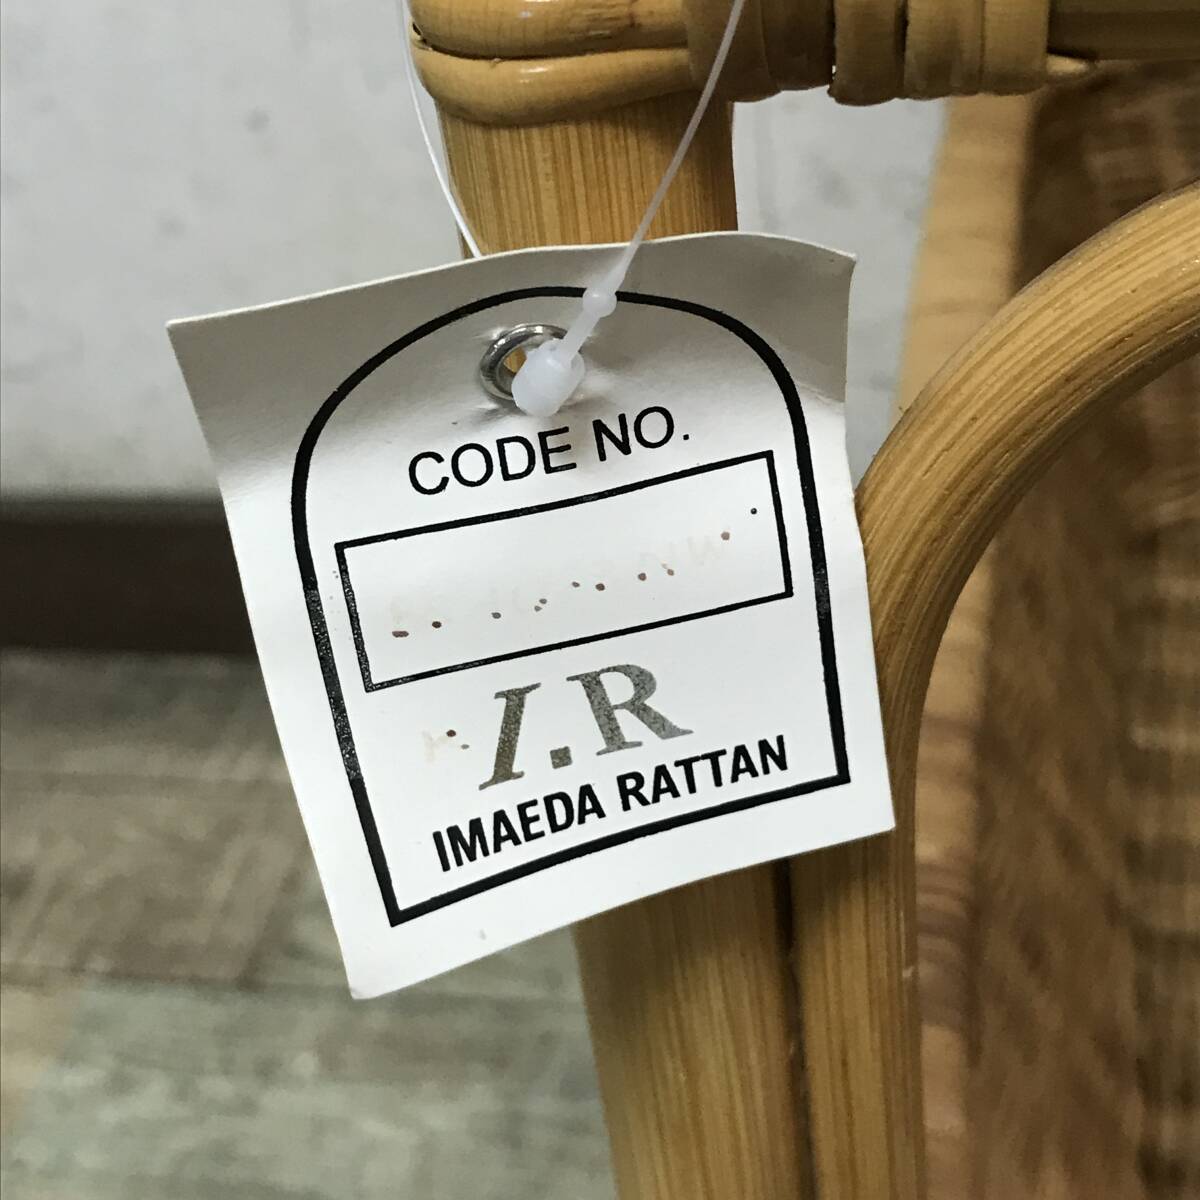 CODE NO.
I.R
IMAEDA RATTAN